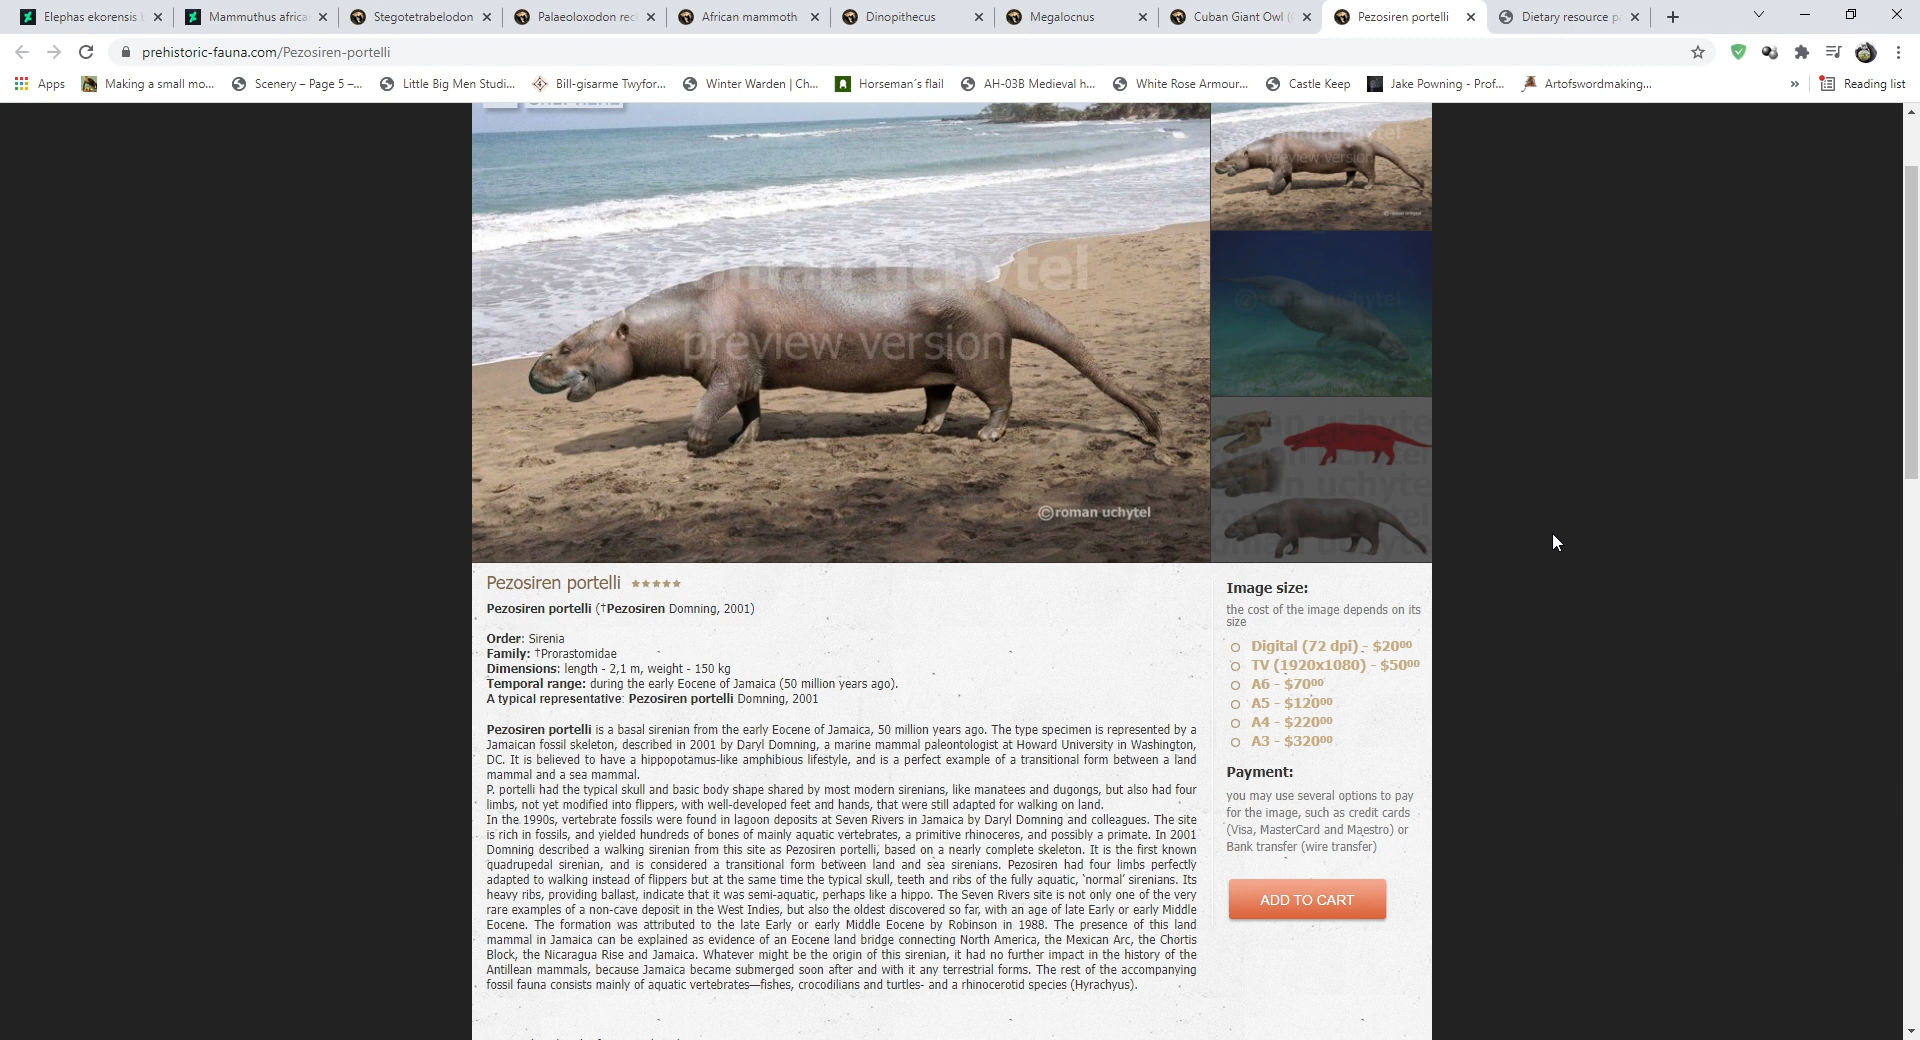 Elephas ekorensis
Mammuthus africa
Stegotetrabelodon
Palaeoloxodon rec
African mammoth
Dinopithecus
Megalocnus
Cuban Giant Owl (
Pezosiren portelli
Dietary resource p
prehistoric-fauna.com/Pezosiren-portelli
Apps
Making a small mo...
Scenery – Page 5 –...
Little Big Men Studi...
Bill-gisarme Twyfor...
Winter Warden | Ch...
Horseman´s flail
AH-03B Medieval h...
White Rose Armour...
Castle Keep
Jake Powning - Prof...
Artofswordmaking...
»
Reading list
roman uchytel
preview version
©roman uchytel
Pezosiren portelli
Pezosiren portelli (†Pezosiren Domning, 2001)
Order: Sirenia
Family: †Prorastomidae
Dimensions: length - 2,1 m, weight - 150 kg
Temporal range: during the early Eocene of Jamaica (50 million years ago).
A typical representative: Pezosiren portelli Domning, 2001
Pezosiren portelli is a basal sirenian from the early Eocene of Jamaica, 50 million years ago. The type specimen is represented by a
Jamaican fossil skeleton, described in 2001 by Daryl Domning, a marine mammal paleontologist at Howard University in Washington,
DC. It is believed to have a hippopotamus-like amphibious lifestyle, and is a perfect example of a transitional form between a land
mammal and a sea mammal.
P. portelli had the typical skull and basic body shape shared by most modern sirenians, like manatees and dugongs, but also had four
limbs, not yet modified into flippers, with well-developed feet and hands, that were still adapted for walking on land.
In the 1990s, vertebrate fossils were found in lagoon deposits at Seven Rivers in Jamaica by Daryl Domning and colleagues. The site
is rich in fossils, and yielded hundreds of bones of mainly aquatic vertebrates, a primitive rhinoceros, and possibly a primate. In 2001
Domning described a walking sirenian from this site as Pezosiren portelli, based on a nearly complete skeleton. It is the first known
quadrupedal sirenian, and is considered a transitional form between land and sea sirenians. Pezosiren had four limbs perfectly
adapted to walking instead of flippers but at the same time the typical skull, teeth and ribs of the fully aquatic, ‘normal’ sirenians. Its
heavy ribs, providing ballast, indicate that it was semi-aquatic, perhaps like a hippo. The Seven Rivers site is not only one of the very
rare examples of a non-cave deposit in the West Indies, but also the oldest discovered so far, with an age of late Early or early Middle
Eocene. The formation was attributed to the late Early or early Middle Eocene by Robinson in 1988. The presence of this land
mammal in Jamaica can be explained as evidence of an Eocene land bridge connecting North America, the Mexican Arc, the Chortis
Block, the Nicaragua Rise and Jamaica. Whatever might be the origin of this sirenian, it had no further impact in the history of the
Antillean mammals, because Jamaica became submerged soon after and with it any terrestrial forms. The rest of the accompanying
fossil fauna consists mainly of aquatic vertebrates—fishes, crocodilians and turtles- and a rhinocerotid species (Hyrachyus).
Image size:
the cost of the image depends on its
size
Digital (72 dpi) - $20⁰⁰
TV (1920x1080) - $50⁰⁰
A6 - $70⁰⁰
A5 - $120⁰⁰
A4 - $220⁰⁰
A3 - $320⁰⁰
Payment:
you may use several options to pay
for the image, such as credit cards
(Visa, MasterCard and Maestro) or
Bank transfer (wire transfer)
ADD TO CART